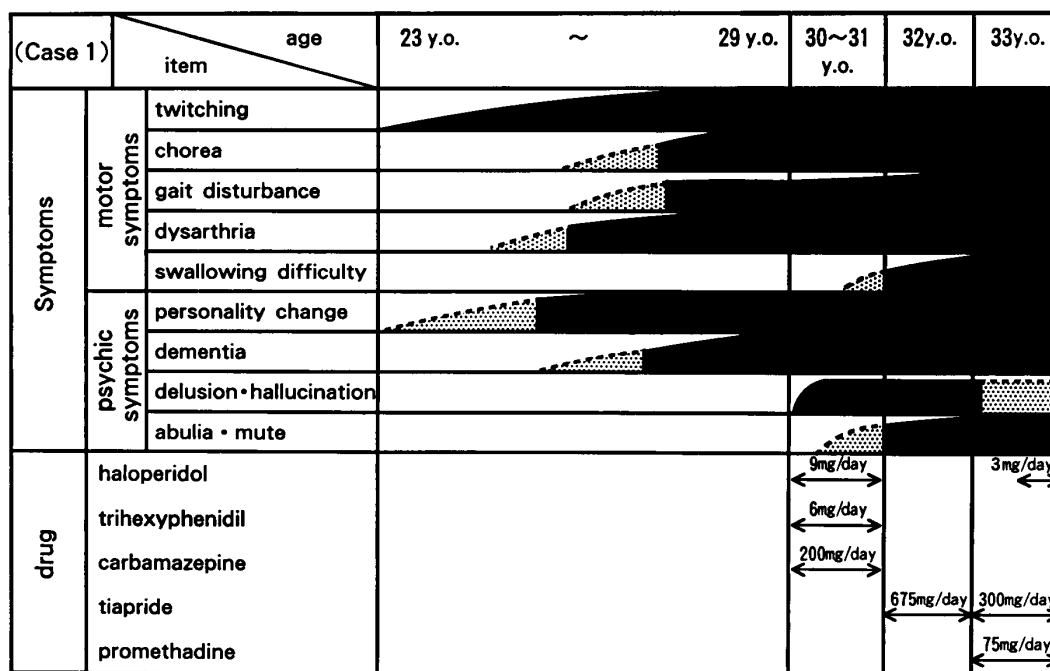 (Case 1)
age
item
23 y.o.
~
29 y.o.
30~31
y.o.
32y.o.
33y.o.
Symptoms
motor
symptoms
twitching
chorea
gait disturbance
dysarthria
swallowing difficulty
psychic
symptoms
personality change
dementia
delusion・hallucination
abulia・mute
drug
haloperidol
9mg/day
3mg/day
trihexyphenidil
6mg/day
carbamazepine
200mg/day
tiapride
675mg/day
300mg/day
promethadine
75mg/day